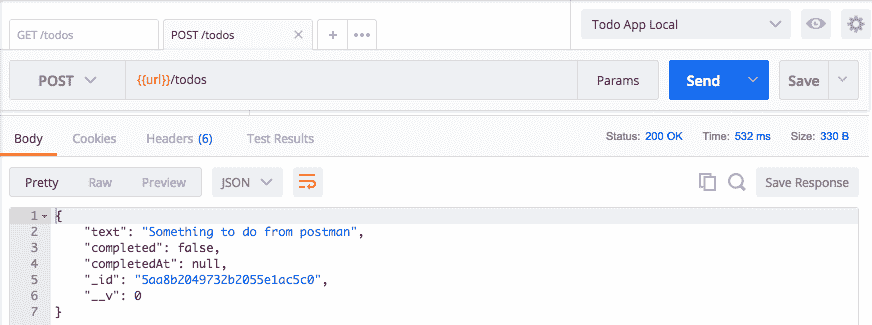 GET /todos POST /todos × + ••• Todo App Local
POST {{url}}/todos Params Send Save
Body Cookies Headers (6) Test Results Status: 200 OK Time: 532 ms Size: 330 B
Pretty Raw Preview JSON Save Response
1 {
2 "text": "Something to do from postman",
3 "completed": false,
4 "completedAt": null,
5 "_id": "5aa8b2049732b2055e1ac5c0",
6 "__v": 0
7 }